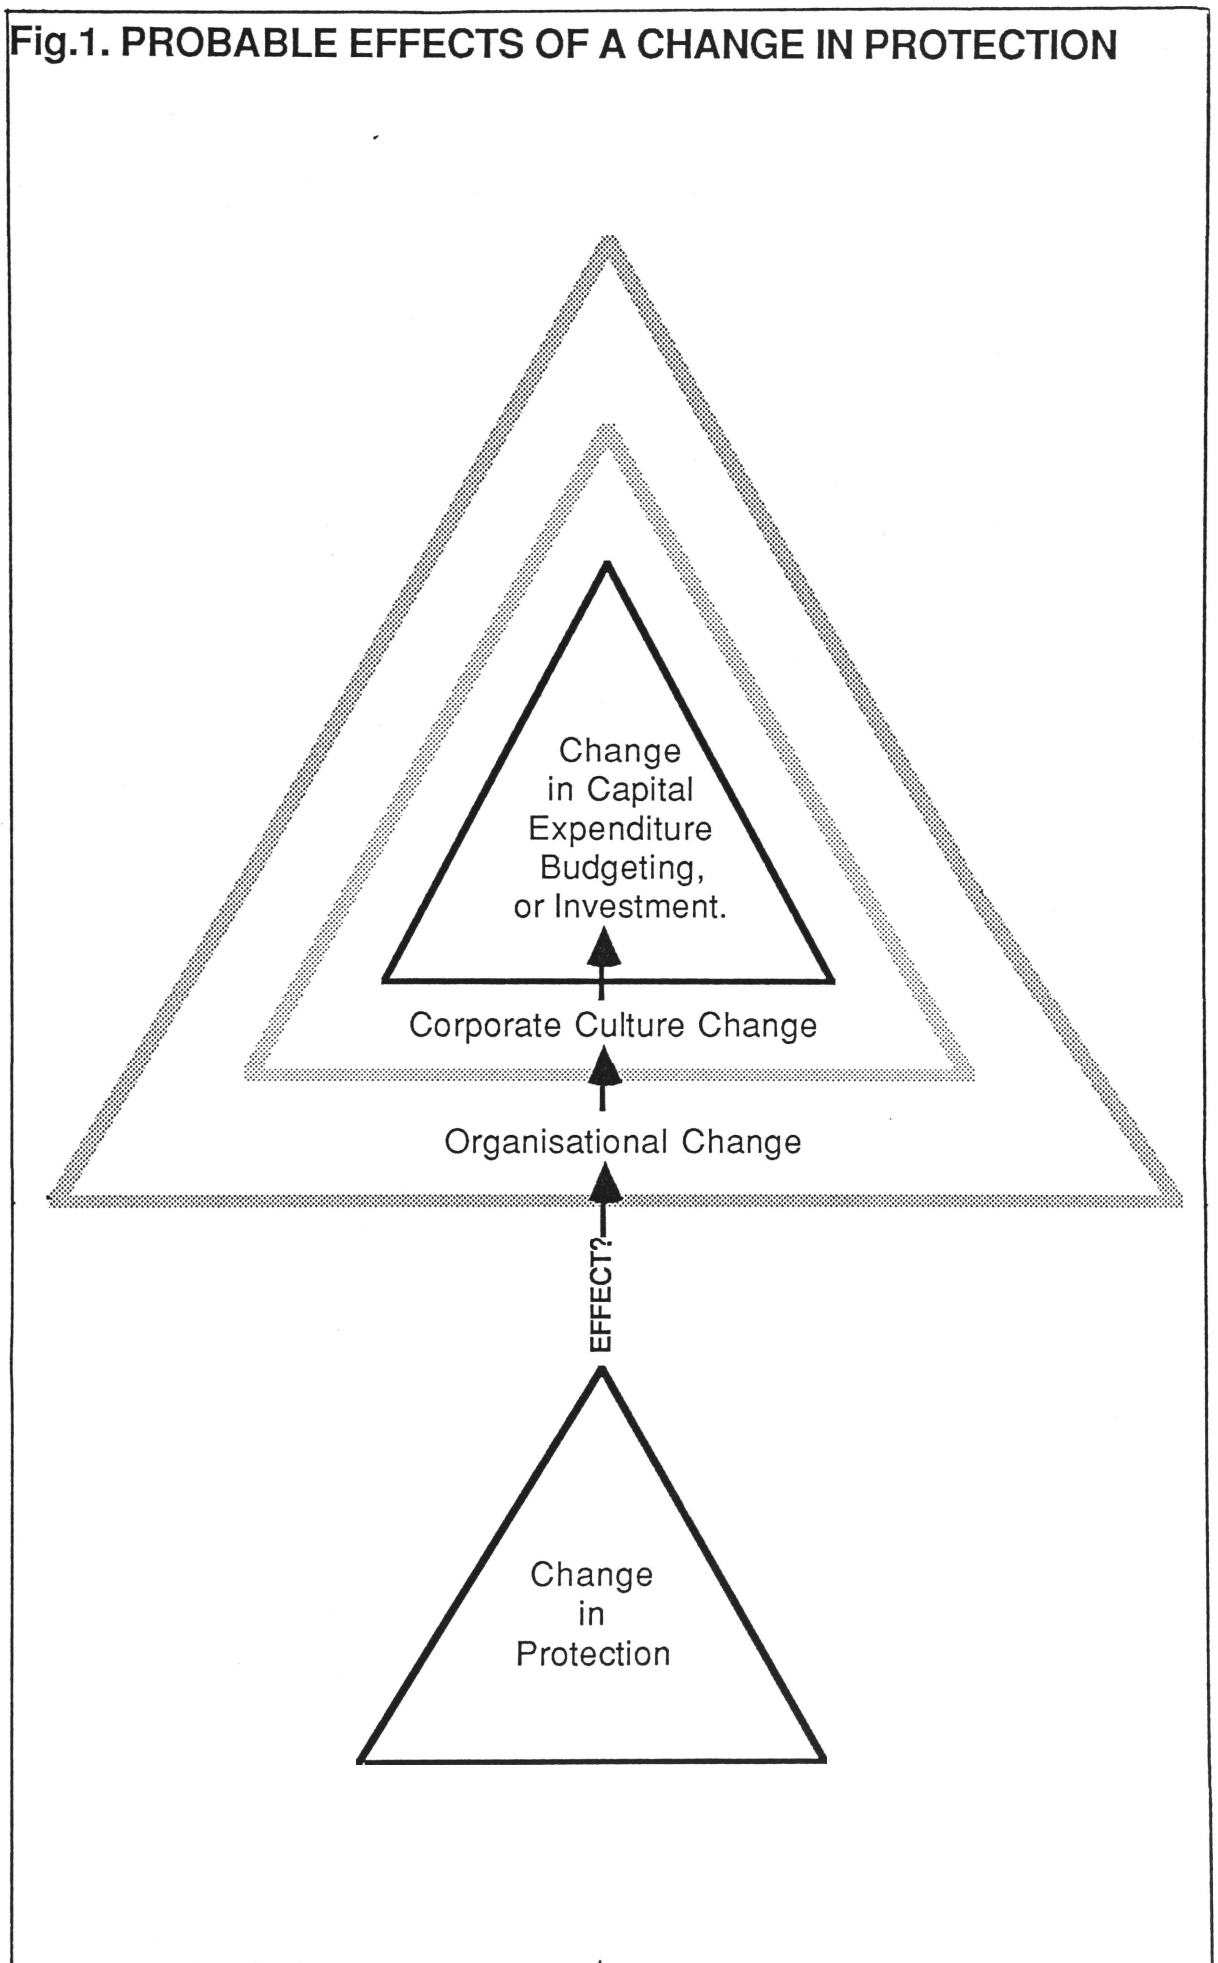 Fig.1. PROBABLE EFFECTS OF A CHANGE IN PROTECTION
Change
in Capital
Expenditure
Budgeting,
or Investment.
Corporate Culture Change
Organisational Change
EFFECT?
Change
in
Protection